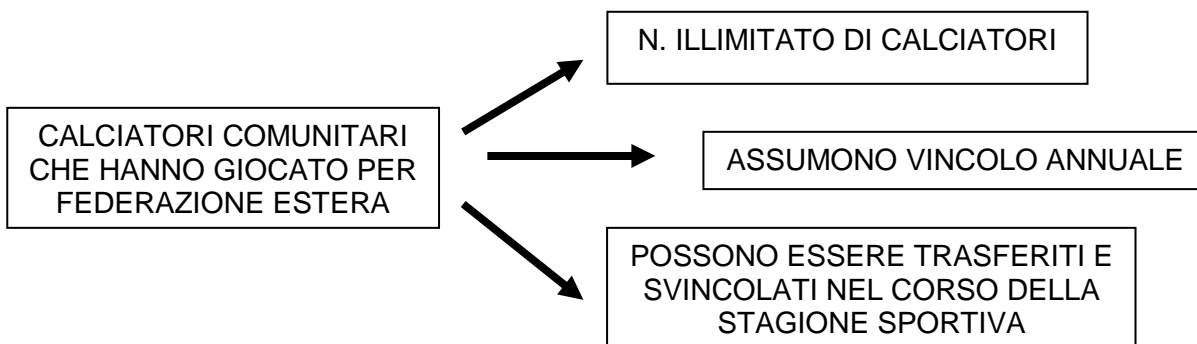 N. ILLIMITATO DI CALCIATORI
CALCIATORI COMUNITARI
CHE HANNO GIOCATO PER
FEDERAZIONE ESTERA
ASSUMONO VINCOLO ANNUALE
POSSONO ESSERE TRASFERITI E
SVINCOLATI NEL CORSO DELLA
STAGIONE SPORTIVA